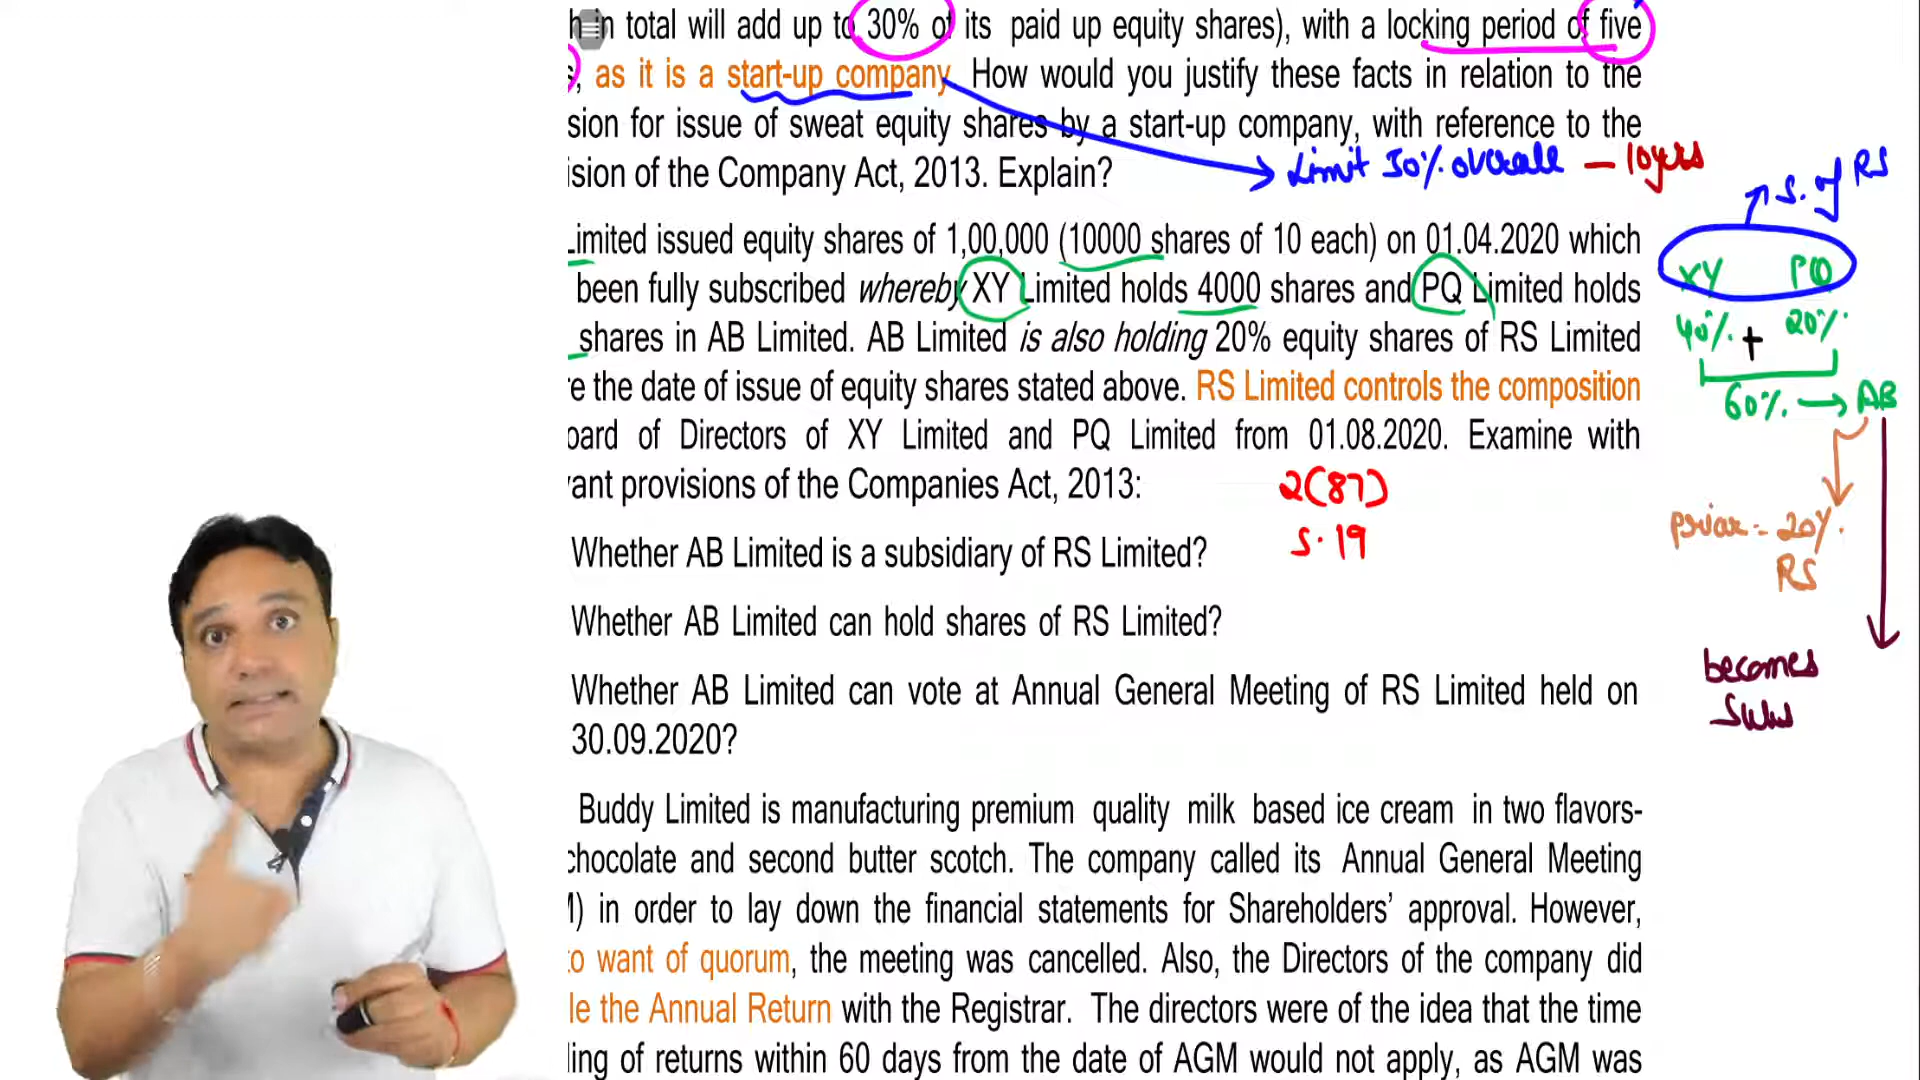 in total will add up to 30% of its paid up equity shares), with a locking period of five
, as it is a start-up company. How would you justify these facts in relation to the
sion for issue of sweat equity shares by a start-up company, with reference to the
ision of the Company Act, 2013. Explain?
Limit 50% overall - 10yrs
S. of RS
Limited issued equity shares of 1,00,000 (10000 shares of 10 each) on 01.04.2020 which
been fully subscribed whereby XY Limited holds 4000 shares and PQ Limited holds
shares in AB Limited. AB Limited is also holding 20% equity shares of RS Limited
re the date of issue of equity shares stated above. RS Limited controls the composition
oard of Directors of XY Limited and PQ Limited from 01.08.2020. Examine with
vant provisions of the Companies Act, 2013:
XY PQ
40% + 20%
60% → AB
2(87)
S. 19
prior = 20%
RS
becomes
Subs
Whether AB Limited is a subsidiary of RS Limited?
Whether AB Limited can hold shares of RS Limited?
Whether AB Limited can vote at Annual General Meeting of RS Limited held on
30.09.2020?
Buddy Limited is manufacturing premium quality milk based ice cream in two flavors-
chocolate and second butter scotch. The company called its Annual General Meeting
M) in order to lay down the financial statements for Shareholders’ approval. However,
to want of quorum, the meeting was cancelled. Also, the Directors of the company did
le the Annual Return with the Registrar. The directors were of the idea that the time
ling of returns within 60 days from the date of AGM would not apply, as AGM was